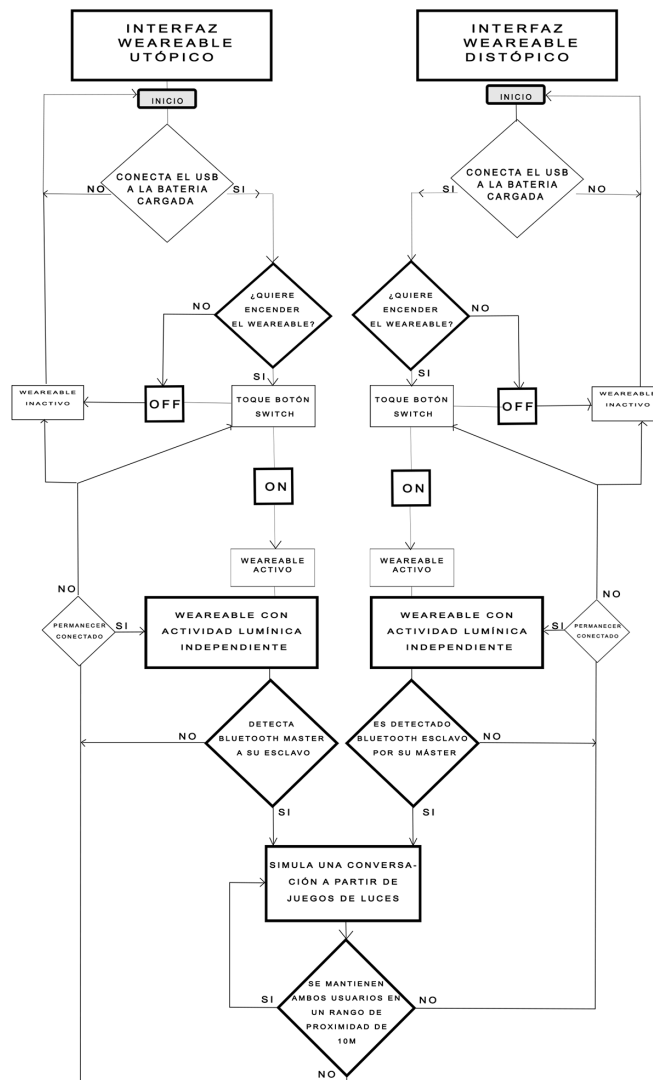 INTERFAZ
WEAREABLE
UTÓPICO
INTERFAZ
WEAREABLE
DISTÓPICO
INICIO
INICIO
CONECTA EL USB
A LA BATERIA
CARGADA
NO
SI
CONECTA EL USB
A LA BATERIA
CARGADA
SI
NO
¿QUIERE
ENCENDER
EL WEAREABLE?
NO
SI
¿QUIERE
ENCENDER
EL WEAREABLE?
NO
SI
WEAREABLE
INACTIVO
OFF
TOQUE BOTÓN
SWITCH
TOQUE BOTÓN
SWITCH
OFF
WEAREABLE
INACTIVO
ON
ON
WEAREABLE
ACTIVO
WEAREABLE
ACTIVO
NO
PERMANECER
CONECTADO
SI
WEAREABLE CON
ACTIVIDAD LUMÍNICA
INDEPENDIENTE
WEAREABLE CON
ACTIVIDAD LUMÍNICA
INDEPENDIENTE
NO
SI
PERMANECER
CONECTADO
DETECTA
BLUETOOTH MASTER
A SU ESCLAVO
NO
SI
ES DETECTADO
BLUETOOTH ESCLAVO
POR SU MÁSTER
NO
SI
SIMULA UNA CONVERSA-
CIÓN A PARTIR DE
JUEGOS DE LUCES
SE MANTIENEN
AMBOS USUARIOS EN
UN RANGO DE
PROXIMIDAD DE
10M
SI
NO
NO